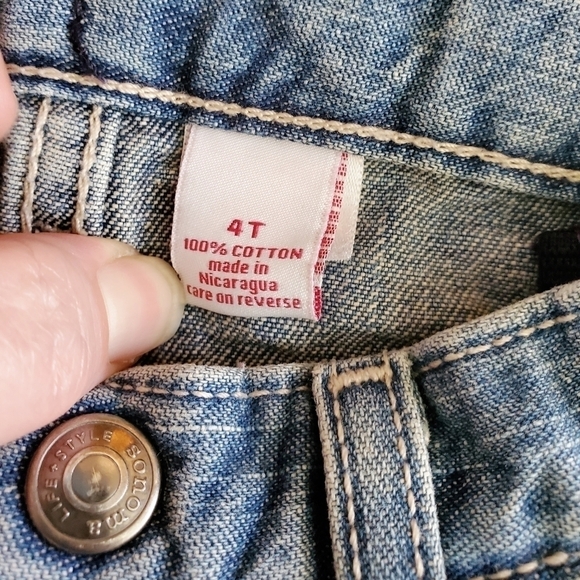 4T
100% COTTON
made in
Nicaragua
care on reverse
SONOMA
LIFE + STYLE